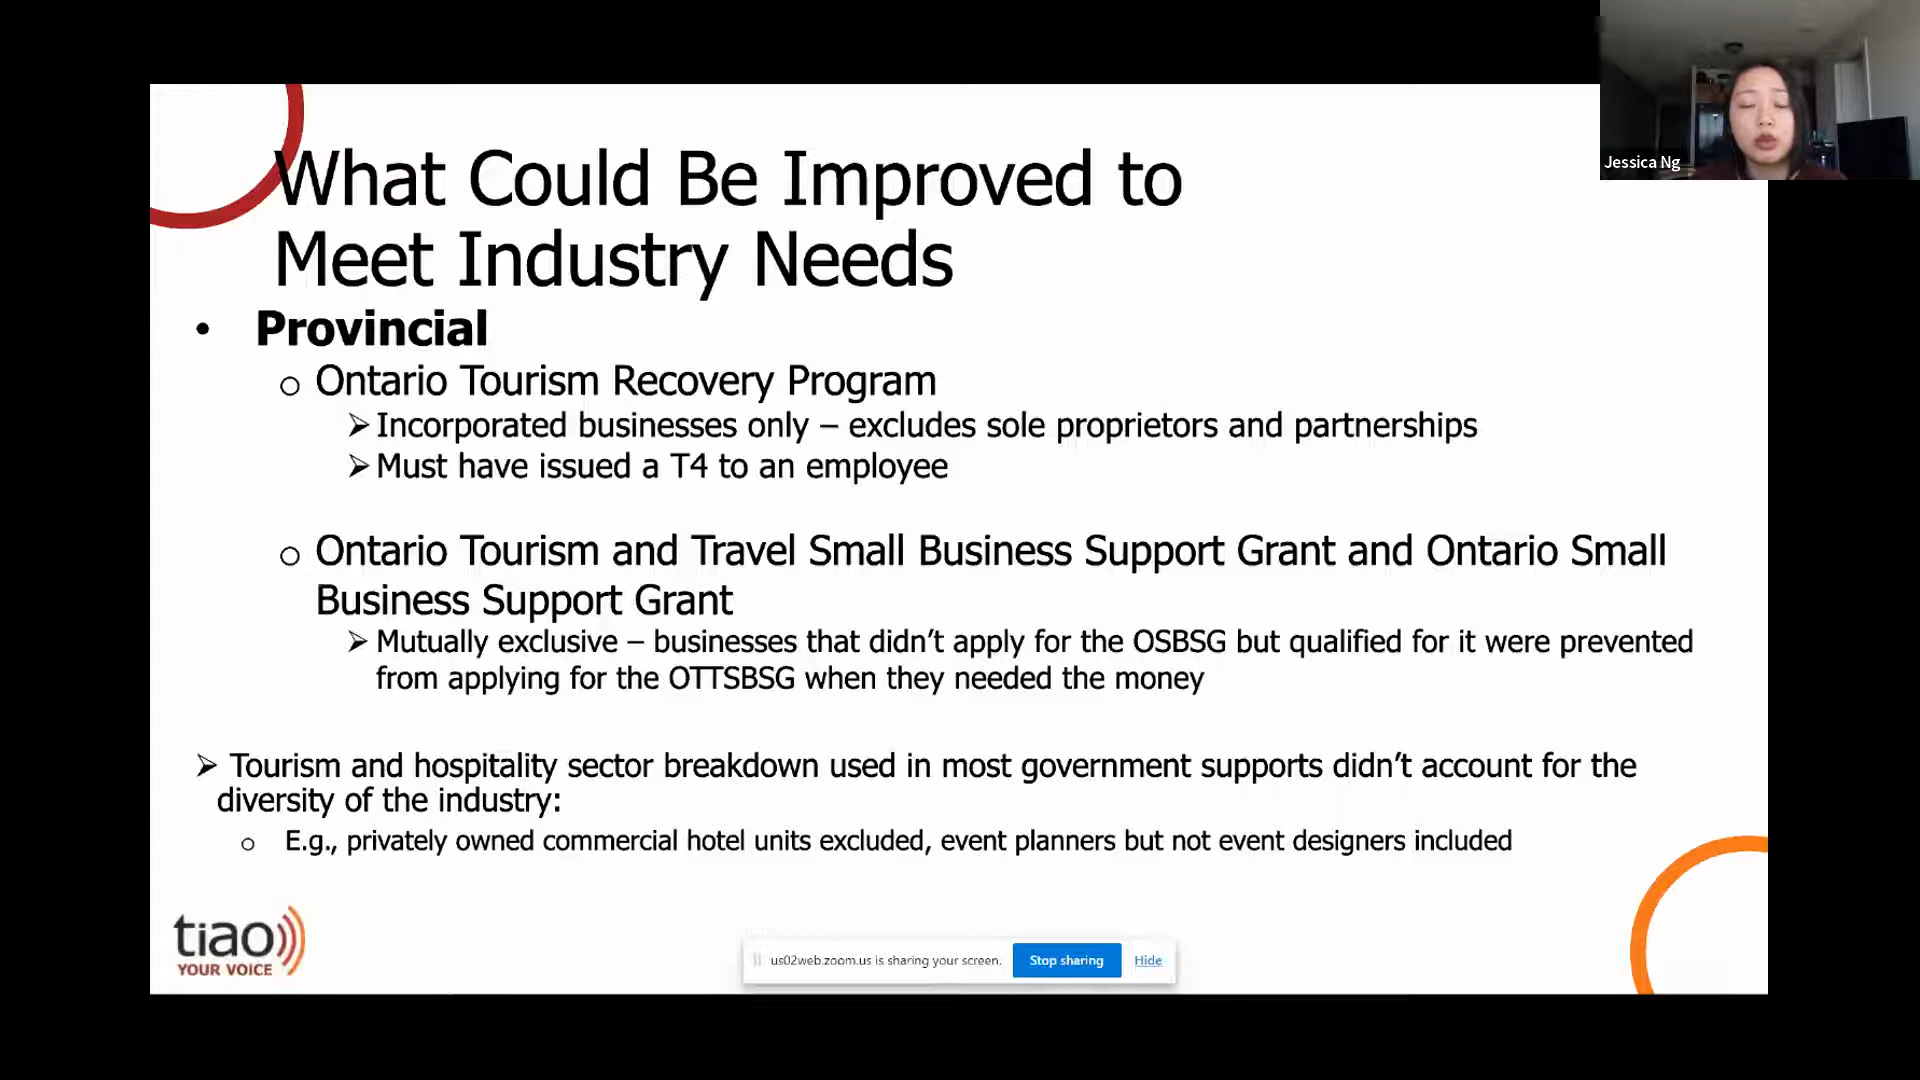 Jessica Ng
What Could Be Improved to
Meet Industry Needs
• Provincial
o Ontario Tourism Recovery Program
➢ Incorporated businesses only – excludes sole proprietors and partnerships
➢ Must have issued a T4 to an employee
o Ontario Tourism and Travel Small Business Support Grant and Ontario Small
Business Support Grant
➢ Mutually exclusive – businesses that didn’t apply for the OSBSG but qualified for it were prevented
from applying for the OTTSBSG when they needed the money
➢ Tourism and hospitality sector breakdown used in most government supports didn’t account for the
diversity of the industry:
o E.g., privately owned commercial hotel units excluded, event planners but not event designers included
tiao
YOUR VOICE
us02web.zoom.us is sharing your screen. Stop sharing Hide